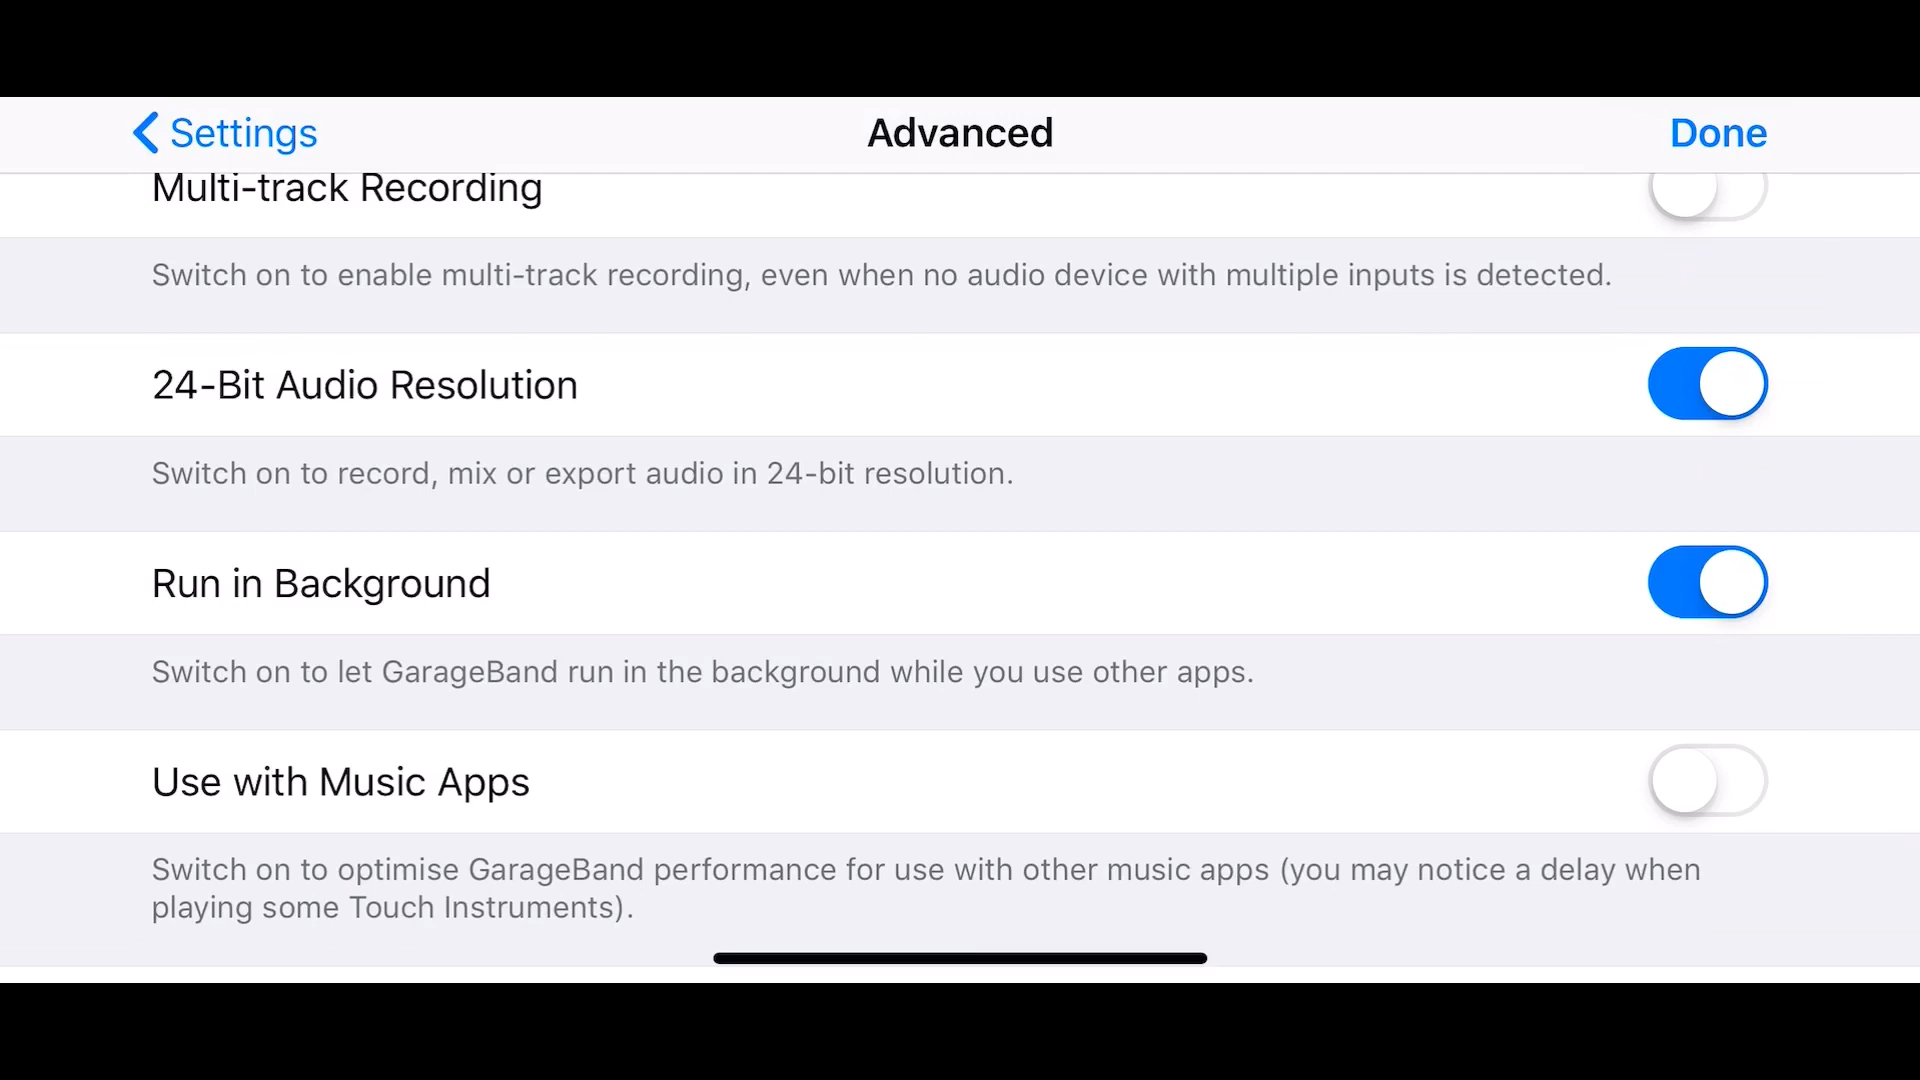 Settings
Advanced
Done
Multi-track Recording
Switch on to enable multi-track recording, even when no audio device with multiple inputs is detected.
24-Bit Audio Resolution
Switch on to record, mix or export audio in 24-bit resolution.
Run in Background
Switch on to let GarageBand run in the background while you use other apps.
Use with Music Apps
Switch on to optimise GarageBand performance for use with other music apps (you may notice a delay when
playing some Touch Instruments).